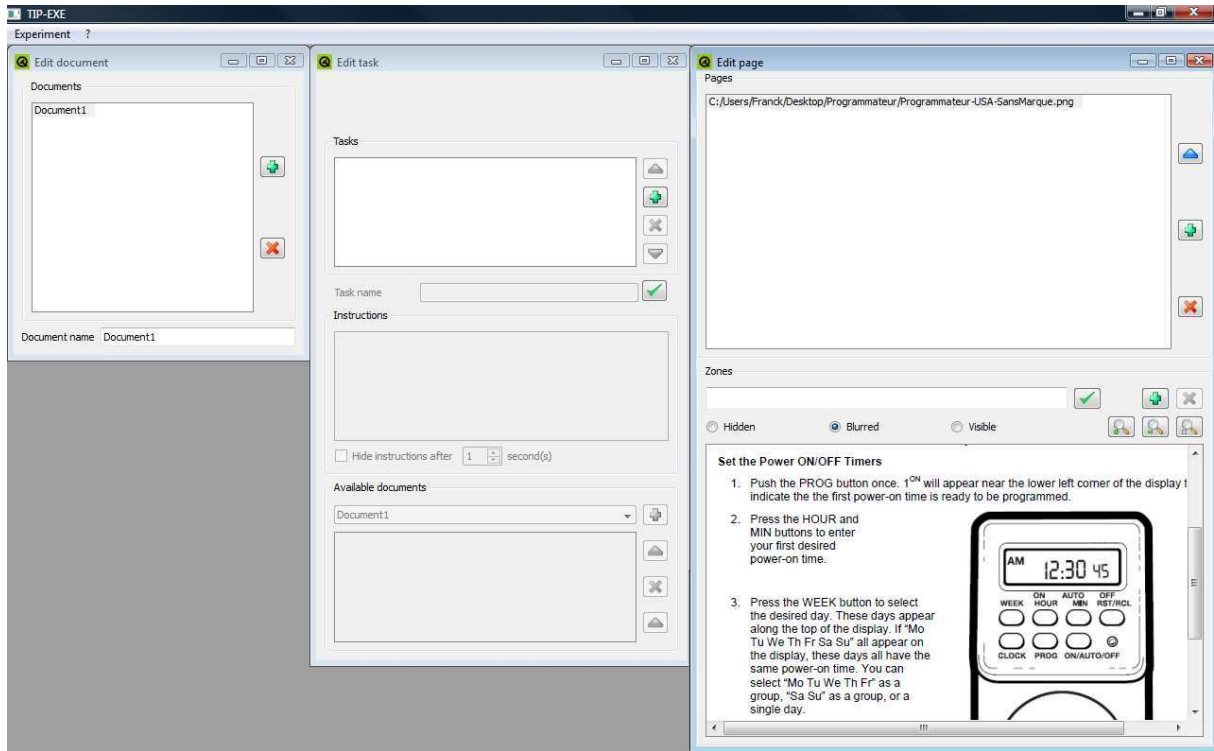 TIP-EXE
Experiment ?
Edit document
Documents
Document1
Document name Document1
Edit task
Tasks
Task name
Instructions
Hide instructions after 1 second(s)
Available documents
Document1
Edit page
Pages
C:/Users/Franck/Desktop/Programmateur/Programmateur-USA-SansMarque.png
Zones
Hidden Blurred Visible
Set the Power ON/OFF Timers
1. Push the PROG button once. 1ON will appear near the lower left corner of the display t
indicate the the first power-on time is ready to be programmed.
2. Press the HOUR and
MIN buttons to enter
your first desired
power-on time.
3. Press the WEEK button to select
the desired day. These days appear
along the top of the display. If “Mo
Tu We Th Fr Sa Su” all appear on
the display, these days all have the
same power-on time. You can
select “Mo Tu We Th Fr” as a
group, “Sa Su” as a group, or a
single day.
AM 12:30 45
ON AUTO OFF
WEEK HOUR MIN RST/RCL
CLOCK PROG ON/AUTO/OFF